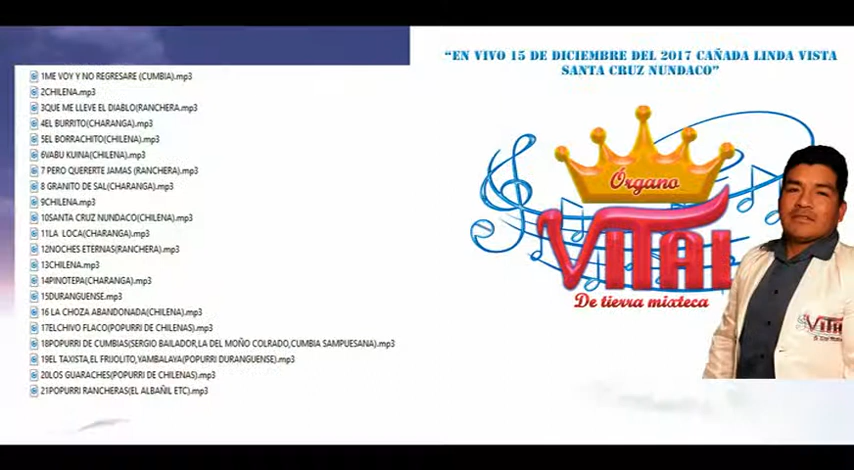 1ME VOY Y NO REGRESARE (CUMBIA).mp3
2CHILENA.mp3
3QUE ME LLEVE EL DIABLO(RANCHERA.mp3
4EL BURRITO(CHARANGA).mp3
5EL BORRACHITO(CHILENA).mp3
6YABU KUINA(CHILENA).mp3
7 PERO QUERERTE JAMAS (RANCHERA).mp3
8 GRANITO DE SAL(CHARANGA).mp3
9CHILENA.mp3
10SANTA CRUZ NUNDACO(CHILENA).mp3
11LA LOCA(CHARANGA).mp3
12NOCHES ETERNAS(RANCHERA).mp3
13CHILENA.mp3
14PINOTEPA(CHARANGA).mp3
15DURANGUENSE.mp3
16 LA CHOZA ABANDONADA(CHILENA).mp3
17ELCHIVO FLACO(POPURRI DE CHILENAS).mp3
18POPURRI DE CUMBIAS(SERGIO BAILADOR,LA DEL MOÑO COLRADO,CUMBIA SAMPUESANA).mp3
19EL TAXISTA,EL FRIJOLITO,YAMBALAYA(POPURRI DURANGUENSE).mp3
20LOS GUARACHES(POPURRI DE CHILENAS).mp3
21POPURRI RANCHERAS(EL ALBAÑIL ETC).mp3
“EN VIVO 15 DE DICIEMBRE DEL 2017 CAÑADA LINDA VISTA
SANTA CRUZ NUNDACO”
Órgano
VITAL
De tierra mixteca
VITAL